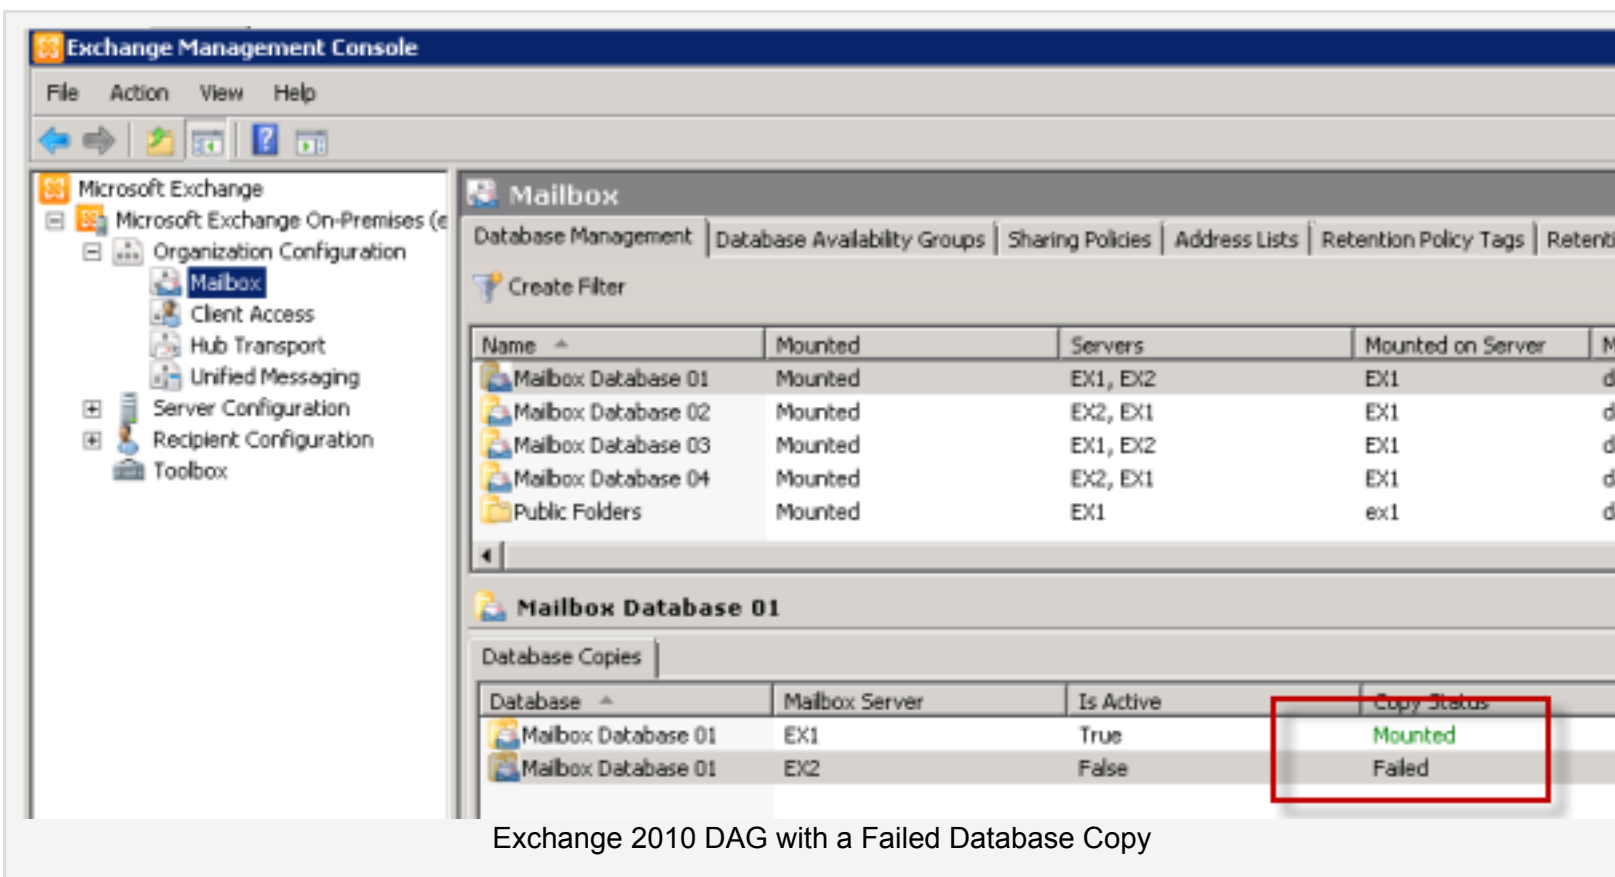 Exchange Management Console
File Action View Help
Microsoft Exchange
Microsoft Exchange On-Premises (e
Organization Configuration
Mailbox
Client Access
Hub Transport
Unified Messaging
Server Configuration
Recipient Configuration
Toolbox
Mailbox
Database Management Database Availability Groups Sharing Policies Address Lists Retention Policy Tags Retenti
Create Filter
Name Mounted Servers Mounted on Server M
Mailbox Database 01 Mounted EX1, EX2 EX1 d
Mailbox Database 02 Mounted EX2, EX1 EX1 d
Mailbox Database 03 Mounted EX1, EX2 EX1 d
Mailbox Database 04 Mounted EX2, EX1 EX1 d
Public Folders Mounted EX1 ex1 d
Mailbox Database 01
Database Copies
Database Mailbox Server Is Active Copy Status
Mailbox Database 01 EX1 True Mounted
Mailbox Database 01 EX2 False Failed
Exchange 2010 DAG with a Failed Database Copy